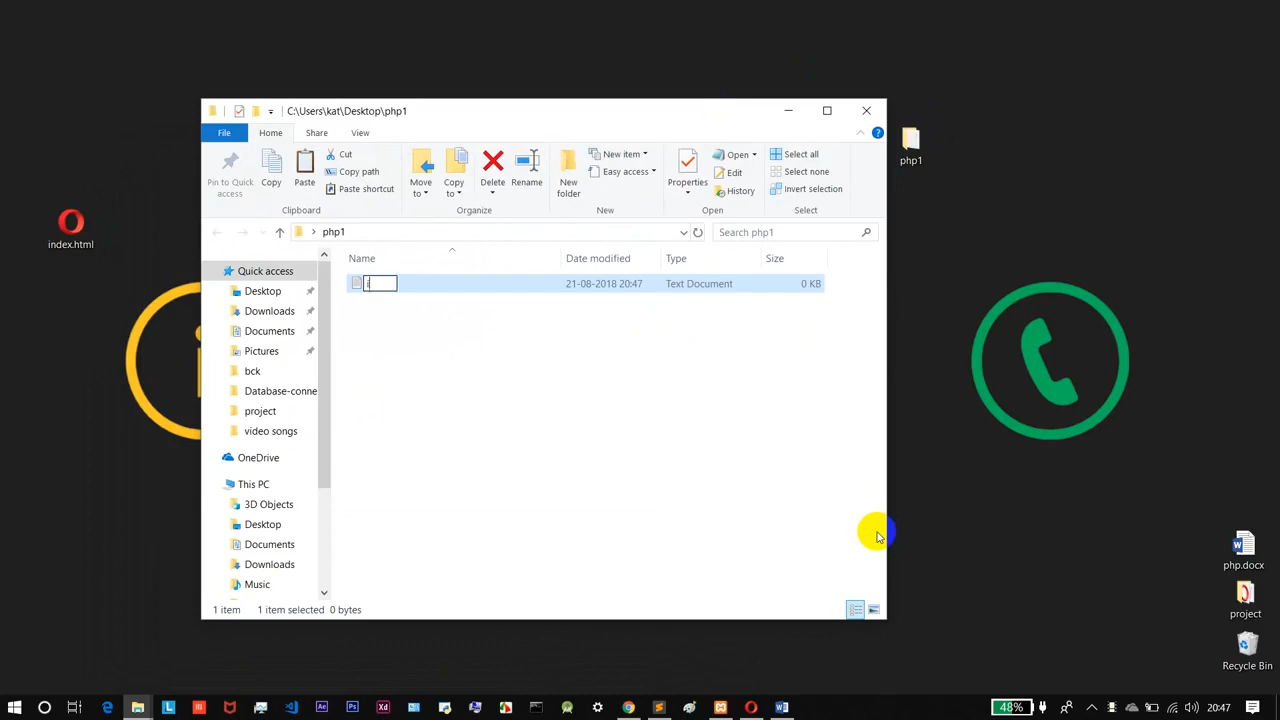 C:\Users\kat\Desktop\php1
File Home Share View
Pin to Quick access
Copy
Paste
Cut
Copy path
Paste shortcut
Move to
Copy to
Delete
Rename
New folder
New item
Easy access
Properties
Open
Edit
History
Select all
Select none
Invert selection
Clipboard Organize New Open Select
php1
Search php1
Name Date modified Type Size
i 21-08-2018 20:47 Text Document 0 KB
Quick access
Desktop
Downloads
Documents
Pictures
bck
Database-conne
project
video songs
OneDrive
This PC
3D Objects
Desktop
Documents
Downloads
Music
1 item 1 item selected 0 bytes
index.html
php1
php.docx
project
Recycle Bin
48%
20:47